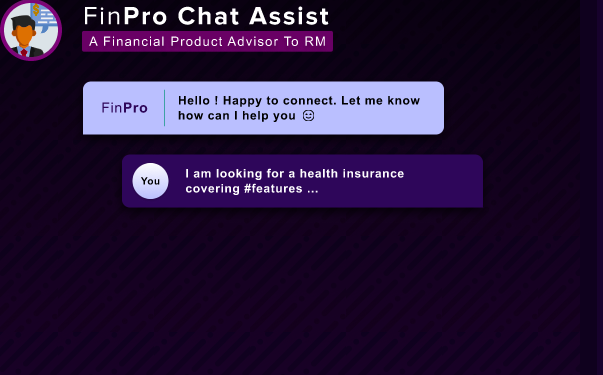 FinPro Chat Assist
A Financial Product Advisor To RM
FinPro
Hello ! Happy to connect. Let me know
how can I help you ☺
You
I am looking for a health insurance
covering #features ...